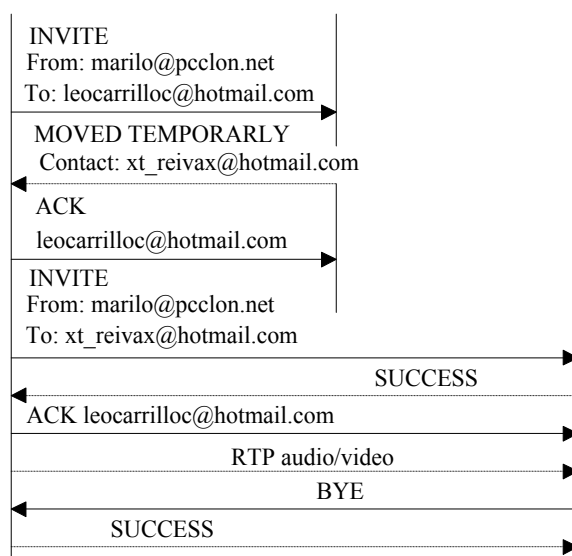 INVITE
From: marilo@pcclon.net
To: leocarrilloc@hotmail.com
MOVED TEMPORARLY
Contact: xt_reivax@hotmail.com
ACK
leocarrilloc@hotmail.com
INVITE
From: marilo@pcclon.net
To: xt_reivax@hotmail.com
SUCCESS
ACK leocarrilloc@hotmail.com
RTP audio/video
BYE
SUCCESS